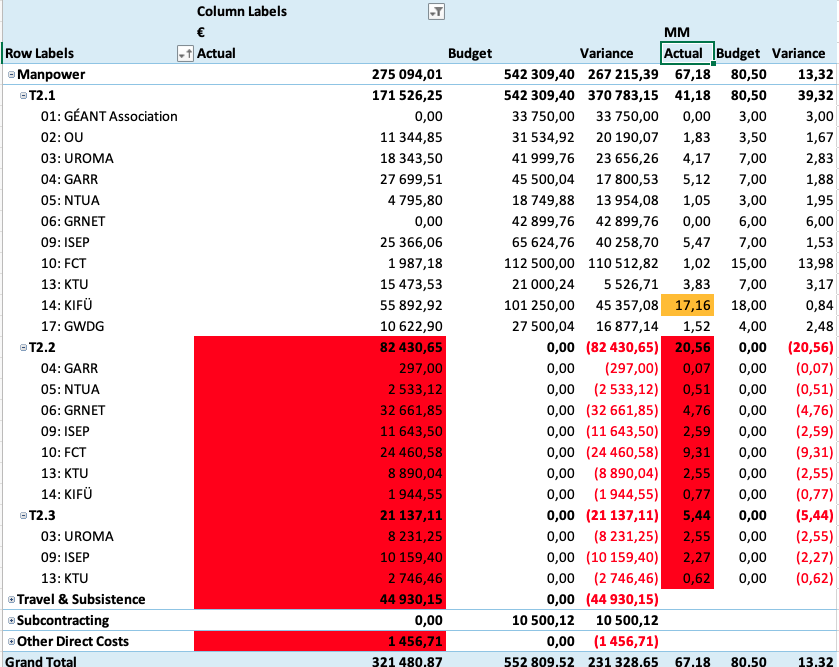 Column Labels
€ MM
Row Labels Actual Budget Variance Actual Budget Variance
Manpower 275 094,01 542 309,40 267 215,39 67,18 80,50 13,32
T2.1 171 526,25 542 309,40 370 783,15 41,18 80,50 39,32
01: GÉANT Association 0,00 33 750,00 33 750,00 0,00 3,00 3,00
02: OU 11 344,85 31 534,92 20 190,07 1,83 3,50 1,67
03: UROMA 18 343,50 41 999,76 23 656,26 4,17 7,00 2,83
04: GARR 27 699,51 45 500,04 17 800,53 5,12 7,00 1,88
05: NTUA 4 795,80 18 749,88 13 954,08 1,05 3,00 1,95
06: GRNET 0,00 42 899,76 42 899,76 0,00 6,00 6,00
09: ISEP 25 366,06 65 624,76 40 258,70 5,47 7,00 1,53
10: FCT 1 987,18 112 500,00 110 512,82 1,02 15,00 13,98
13: KTU 15 473,53 21 000,24 5 526,71 3,83 7,00 3,17
14: KIFÜ 55 892,92 101 250,00 45 357,08 17,16 18,00 0,84
17: GWDG 10 622,90 27 500,04 16 877,14 1,52 4,00 2,48
T2.2 82 430,65 0,00 (82 430,65) 20,56 0,00 (20,56)
04: GARR 297,00 0,00 (297,00) 0,07 0,00 (0,07)
05: NTUA 2 533,12 0,00 (2 533,12) 0,51 0,00 (0,51)
06: GRNET 32 661,85 0,00 (32 661,85) 4,76 0,00 (4,76)
09: ISEP 11 643,50 0,00 (11 643,50) 2,59 0,00 (2,59)
10: FCT 24 460,58 0,00 (24 460,58) 9,31 0,00 (9,31)
13: KTU 8 890,04 0,00 (8 890,04) 2,55 0,00 (2,55)
14: KIFÜ 1 944,55 0,00 (1 944,55) 0,77 0,00 (0,77)
T2.3 21 137,11 0,00 (21 137,11) 5,44 0,00 (5,44)
03: UROMA 8 231,25 0,00 (8 231,25) 2,55 0,00 (2,55)
09: ISEP 10 159,40 0,00 (10 159,40) 2,27 0,00 (2,27)
13: KTU 2 746,46 0,00 (2 746,46) 0,62 0,00 (0,62)
Travel & Subsistence 44 930,15 0,00 (44 930,15)
Subcontracting 0,00 10 500,12 10 500,12
Other Direct Costs 1 456,71 0,00 (1 456,71)
Grand Total 321 480,87 552 809,52 231 328,65 67,18 80,50 13,32